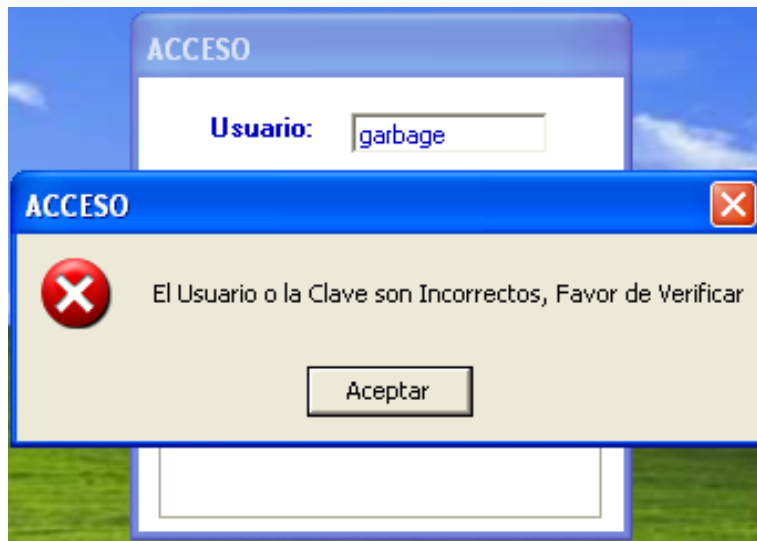 ACCESO
Usuario:
garbage
ACCESO
El Usuario o la Clave son Incorrectos, Favor de Verificar
Aceptar